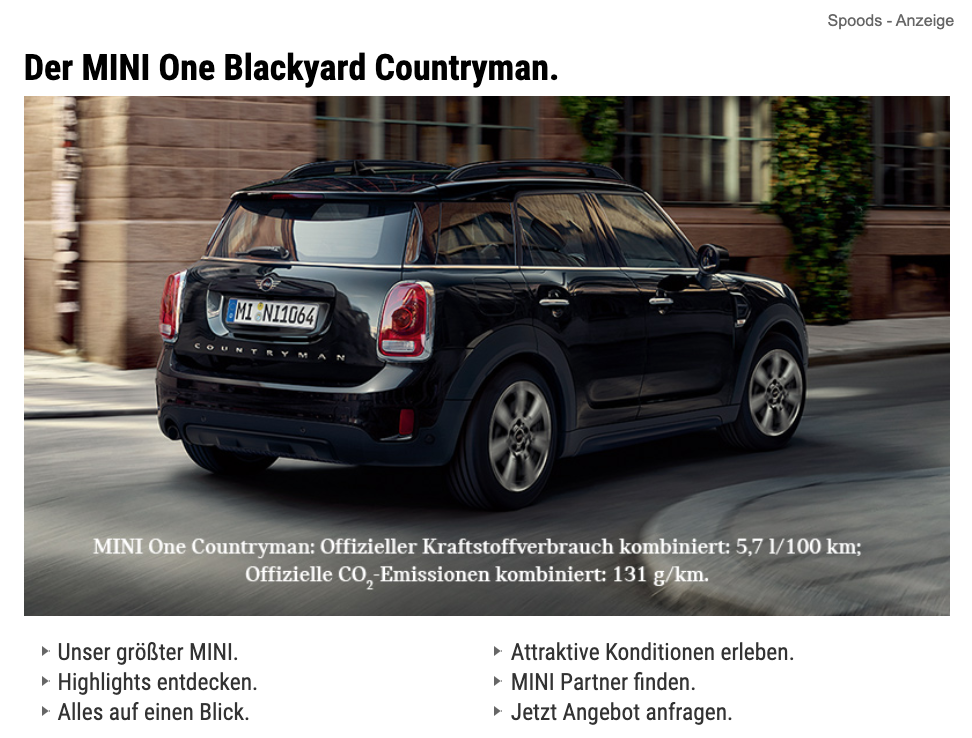 Spoods - Anzeige
Der MINI One Blackyard Countryman.
MI NI1064
COUNTRYMAN
MINI One Countryman: Offizieller Kraftstoffverbrauch kombiniert: 5,7 l/100 km;
Offizielle CO₂-Emissionen kombiniert: 131 g/km.
Unser größter MINI.
Highlights entdecken.
Alles auf einen Blick.
Attraktive Konditionen erleben.
MINI Partner finden.
Jetzt Angebot anfragen.